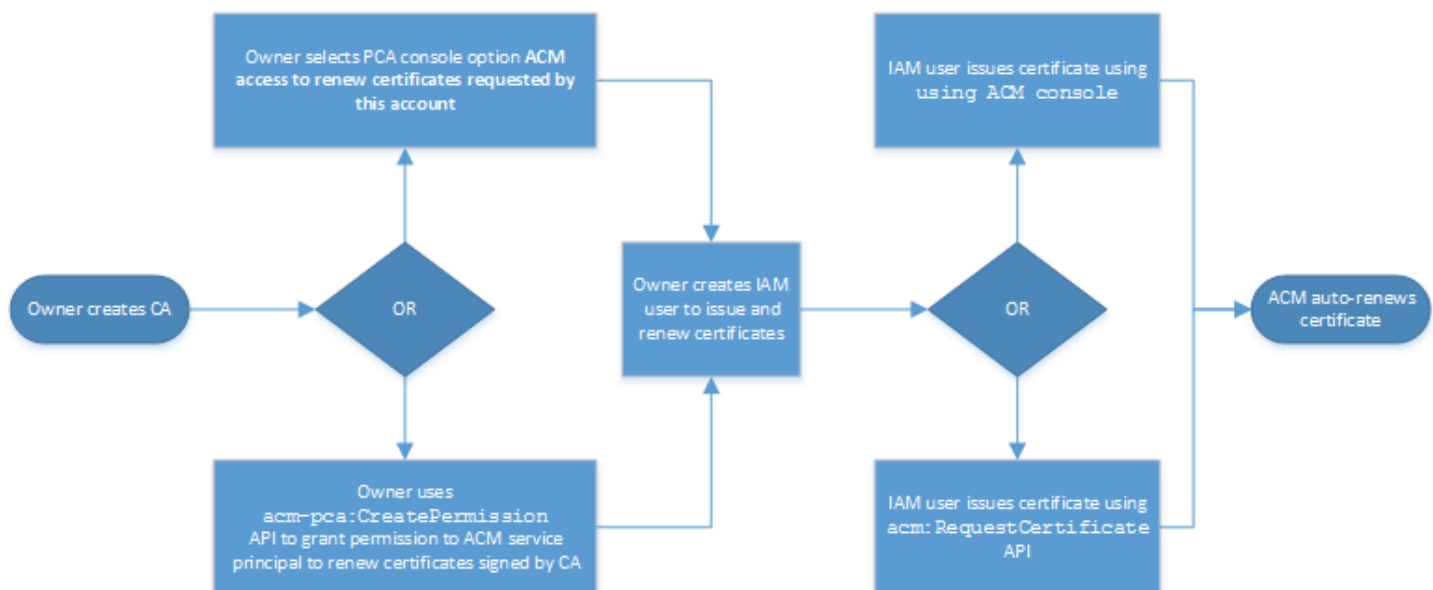 Owner selects PCA console option ACM
access to renew certificates requested by
this account
IAM user issues certificate using
using ACM console
Owner creates CA
OR
Owner creates IAM
user to issue and
renew certificates
OR
ACM auto-renews
certificate
Owner uses
acm-pca:CreatePermission
API to grant permission to ACM service
principal to renew certificates signed by CA
IAM user issues certificate using
acm:RequestCertificate
API